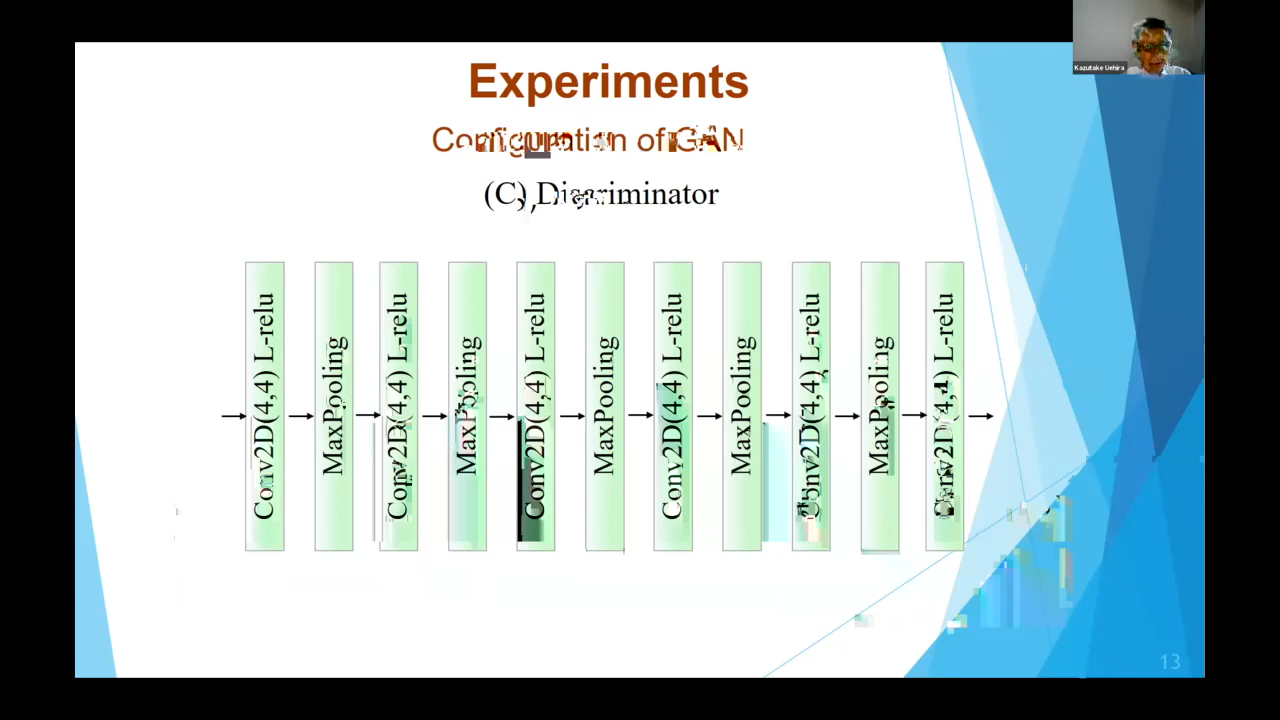 Kazutake Uehira
Experiments
Configuration of GAN
(C) Discriminator
Conv2D(4,4) L-relu
MaxPooling
Conv2D(4,4) L-relu
MaxPooling
Conv2D(4,4) L-relu
MaxPooling
Conv2D(4,4) L-relu
MaxPooling
Conv2D(4,4) L-relu
MaxPooling
Conv2D(4,4) L-relu
13